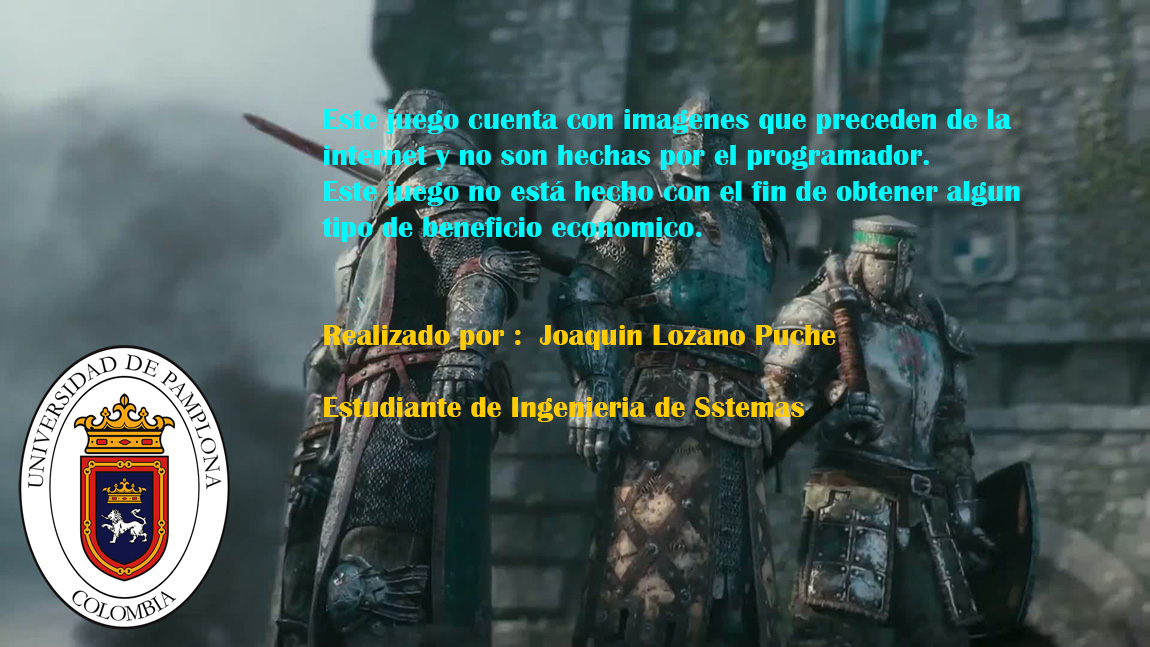 Este juego cuenta con imagenes que preceden de la
internet y no son hechas por el programador.
Este juego no está hecho con el fin de obtener algun
tipo de beneficio economico.
Realizado por : Joaquin Lozano Puche
Estudiante de Ingenieria de Sstemas
UNIVERSIDAD DE PAMPLONA
COLOMBIA